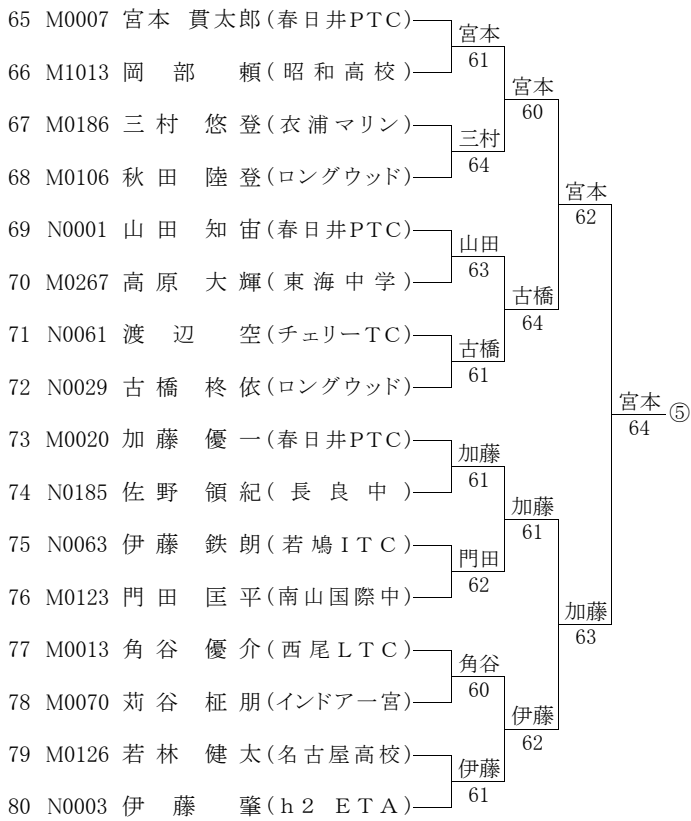 65 M0007 宮本 貫太郎(春日井PTC)
宮本
61
66 M1013 岡部 頼(昭和高校)
宮本
60
67 M0186 三村 悠登(衣浦マリン)
三村
64
68 M0106 秋田 陸登(ロングウッド)
宮本
62
69 N0001 山田 知宙(春日井PTC)
山田
63
70 M0267 高原 大輝(東海中学)
古橋
64
71 N0061 渡辺 空(チェリーTC)
古橋
61
72 N0029 古橋 柊依(ロングウッド)
宮本 ⑤
64
73 M0020 加藤 優一(春日井PTC)
加藤
61
74 N0185 佐野 領紀(長良中)
加藤
61
75 N0063 伊藤 鉄朗(若鳩ITC)
門田
62
76 M0123 門田 匡平(南山国際中)
加藤
63
77 M0013 角谷 優介(西尾LTC)
角谷
60
78 M0070 苅谷 柾朋(インドア一宮)
伊藤
62
79 M0126 若林 健太(名古屋高校)
伊藤
61
80 N0003 伊藤 肇(h2 ETA)